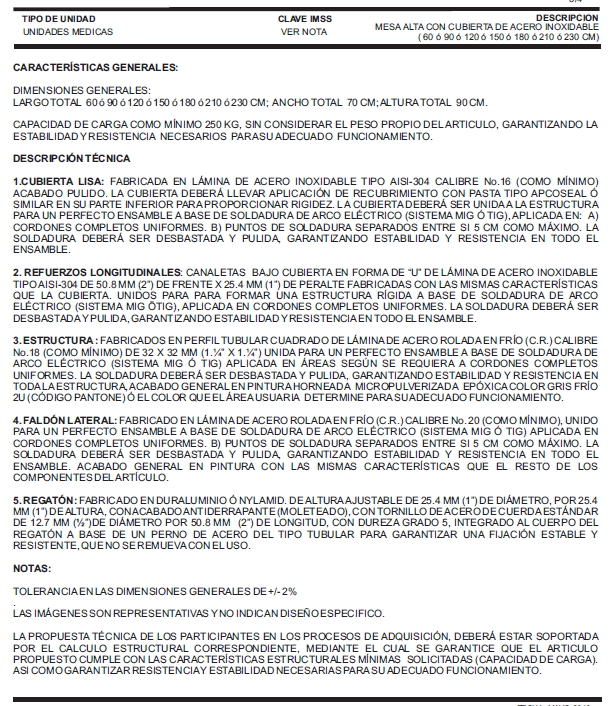 TIPO DE UNIDAD CLAVE IMSS DESCRIPCION
UNIDADES MEDICAS VER NOTA MESA ALTA CON CUBIERTA DE ACERO INOXIDABLE
( 60 ó 90 ó 120 ó 150 ó 180 ó 210 ó 230 CM)
CARACTERÍSTICAS GENERALES:
DIMENSIONES GENERALES:
LARGO TOTAL 60 ó 90 ó 120 ó 150 ó 180 ó 210 ó 230 CM; ANCHO TOTAL 70 CM; ALTURA TOTAL 90 CM.
CAPACIDAD DE CARGA COMO MÍNIMO 250 KG, SIN CONSIDERAR EL PESO PROPIO DEL ARTICULO, GARANTIZANDO LA
ESTABILIDAD Y RESISTENCIA NECESARIOS PARA SU ADECUADO FUNCIONAMIENTO.
DESCRIPCIÓN TÉCNICA
1.CUBIERTA LISA: FABRICADA EN LÁMINA DE ACERO INOXIDABLE TIPO AISI-304 CALIBRE No.16 (COMO MÍNIMO)
ACABADO PULIDO. LA CUBIERTA DEBERÁ LLEVAR APLICACIÓN DE RECUBRIMIENTO CON PASTA TIPO APCOSEAL Ó
SIMILAR EN SU PARTE INFERIOR PARA PROPORCIONAR RIGIDEZ. LA CUBIERTA DEBERÁ SER UNIDA A LA ESTRUCTURA
PARA UN PERFECTO ENSAMBLE A BASE DE SOLDADURA DE ARCO ELÉCTRICO (SISTEMA MIG Ó TIG), APLICADA EN: A)
CORDONES COMPLETOS UNIFORMES. B) PUNTOS DE SOLDADURA SEPARADOS ENTRE SI 5 CM COMO MÁXIMO. LA
SOLDADURA DEBERÁ SER DESBASTADA Y PULIDA, GARANTIZANDO ESTABILIDAD Y RESISTENCIA EN TODO EL
ENSAMBLE.
2. REFUERZOS LONGITUDINALES: CANALETAS BAJO CUBIERTA EN FORMA DE "U" DE LÁMINA DE ACERO INOXIDABLE
TIPO AISI-304 DE 50.8 MM (2") DE FRENTE X 25.4 MM (1") DE PERALTE FABRICADAS CON LAS MISMAS CARACTERÍSTICAS
QUE LA CUBIERTA. UNIDOS PARA PARA FORMAR UNA ESTRUCTURA RÍGIDA A BASE DE SOLDADURA DE ARCO
ELÉCTRICO (SISTEMA MIG ÓTIG), APLICADA EN CORDONES COMPLETOS UNIFORMES. LA SOLDADURA DEBERÁ SER
DESBASTADA Y PULIDA, GARANTIZANDO ESTABILIDAD Y RESISTENCIA EN TODO EL ENSAMBLE.
3. ESTRUCTURA : FABRICADOS EN PERFIL TUBULAR CUADRADO DE LÁMINA DE ACERO ROLADA EN FRÍO (C.R.) CALIBRE
No.18 (COMO MÍNIMO) DE 32 X 32 MM (1.¼" X 1.¼") UNIDA PARA UN PERFECTO ENSAMBLE A BASE DE SOLDADURA DE
ARCO ELÉCTRICO (SISTEMA MIG Ó TIG) APLICADA EN ÁREAS SEGÚN SE REQUIERA A CORDONES COMPLETOS
UNIFORMES. LA SOLDADURA DEBERÁ SER DESBASTADA Y PULIDA, GARANTIZANDO ESTABILIDAD Y RESISTENCIA EN
TODA LA ESTRUCTURA, ACABADO GENERAL EN PINTURA HORNEADA MICROPULVERIZADA EPÓXICA COLOR GRIS FRÍO
2U (CÓDIGO PANTONE) Ó EL COLOR QUE EL ÁREA USUARIA DETERMINE PARA SU ADECUADO FUNCIONAMIENTO.
4. FALDÓN LATERAL: FABRICADO EN LÁMINA DE ACERO ROLADA EN FRÍO (C.R.) CALIBRE No. 20 (COMO MÍNIMO), UNIDO
PARA UN PERFECTO ENSAMBLE A BASE DE SOLDADURA DE ARCO ELÉCTRICO (SISTEMA MIG Ó TIG) APLICADA EN
CORDONES COMPLETOS UNIFORMES. B) PUNTOS DE SOLDADURA SEPARADOS ENTRE SI 5 CM COMO MÁXIMO. LA
SOLDADURA DEBERÁ SER DESBASTADA Y PULIDA, GARANTIZANDO ESTABILIDAD Y RESISTENCIA EN TODO EL
ENSAMBLE. ACABADO GENERAL EN PINTURA CON LAS MISMAS CARACTERÍSTICAS QUE EL RESTO DE LOS
COMPONENTES DEL ARTÍCULO.
5. REGATÓN: FABRICADO EN DURALUMINIO Ó NYLAMID. DE ALTURA AJUSTABLE DE 25.4 MM (1") DE DIÁMETRO, POR 25.4
MM (1") DE ALTURA, CON ACABADO ANTIDERRAPANTE (MOLETEADO), CON TORNILLO DE ACERO DE CUERDA ESTÁNDAR
DE 12.7 MM (½")DE DIÁMETRO POR 50.8 MM (2") DE LONGITUD, CON DUREZA GRADO 5, INTEGRADO AL CUERPO DEL
REGATÓN A BASE DE UN PERNO DE ACERO DEL TIPO TUBULAR PARA GARANTIZAR UNA FIJACIÓN ESTABLE Y
RESISTENTE, QUE NO SE REMUEVA CON EL USO.
NOTAS:
TOLERANCIA EN LAS DIMENSIONES GENERALES DE +/- 2%
.
LAS IMÁGENES SON REPRESENTATIVAS Y NO INDICAN DISEÑO ESPECIFICO.
LA PROPUESTA TÉCNICA DE LOS PARTICIPANTES EN LOS PROCESOS DE ADQUISICIÓN, DEBERÁ ESTAR SOPORTADA
POR EL CALCULO ESTRUCTURAL CORRESPONDIENTE, MEDIANTE EL CUAL SE GARANTICE QUE EL ARTICULO
PROPUESTO CUMPLE CON LAS CARACTERÍSTICAS ESTRUCTURALES MÍNIMAS SOLICITADAS (CAPACIDAD DE CARGA).
ASI COMO GARANTIZAR RESISTENCIA Y ESTABILIDAD NECESARIAS PARA SU ADECUADO FUNCIONAMIENTO.